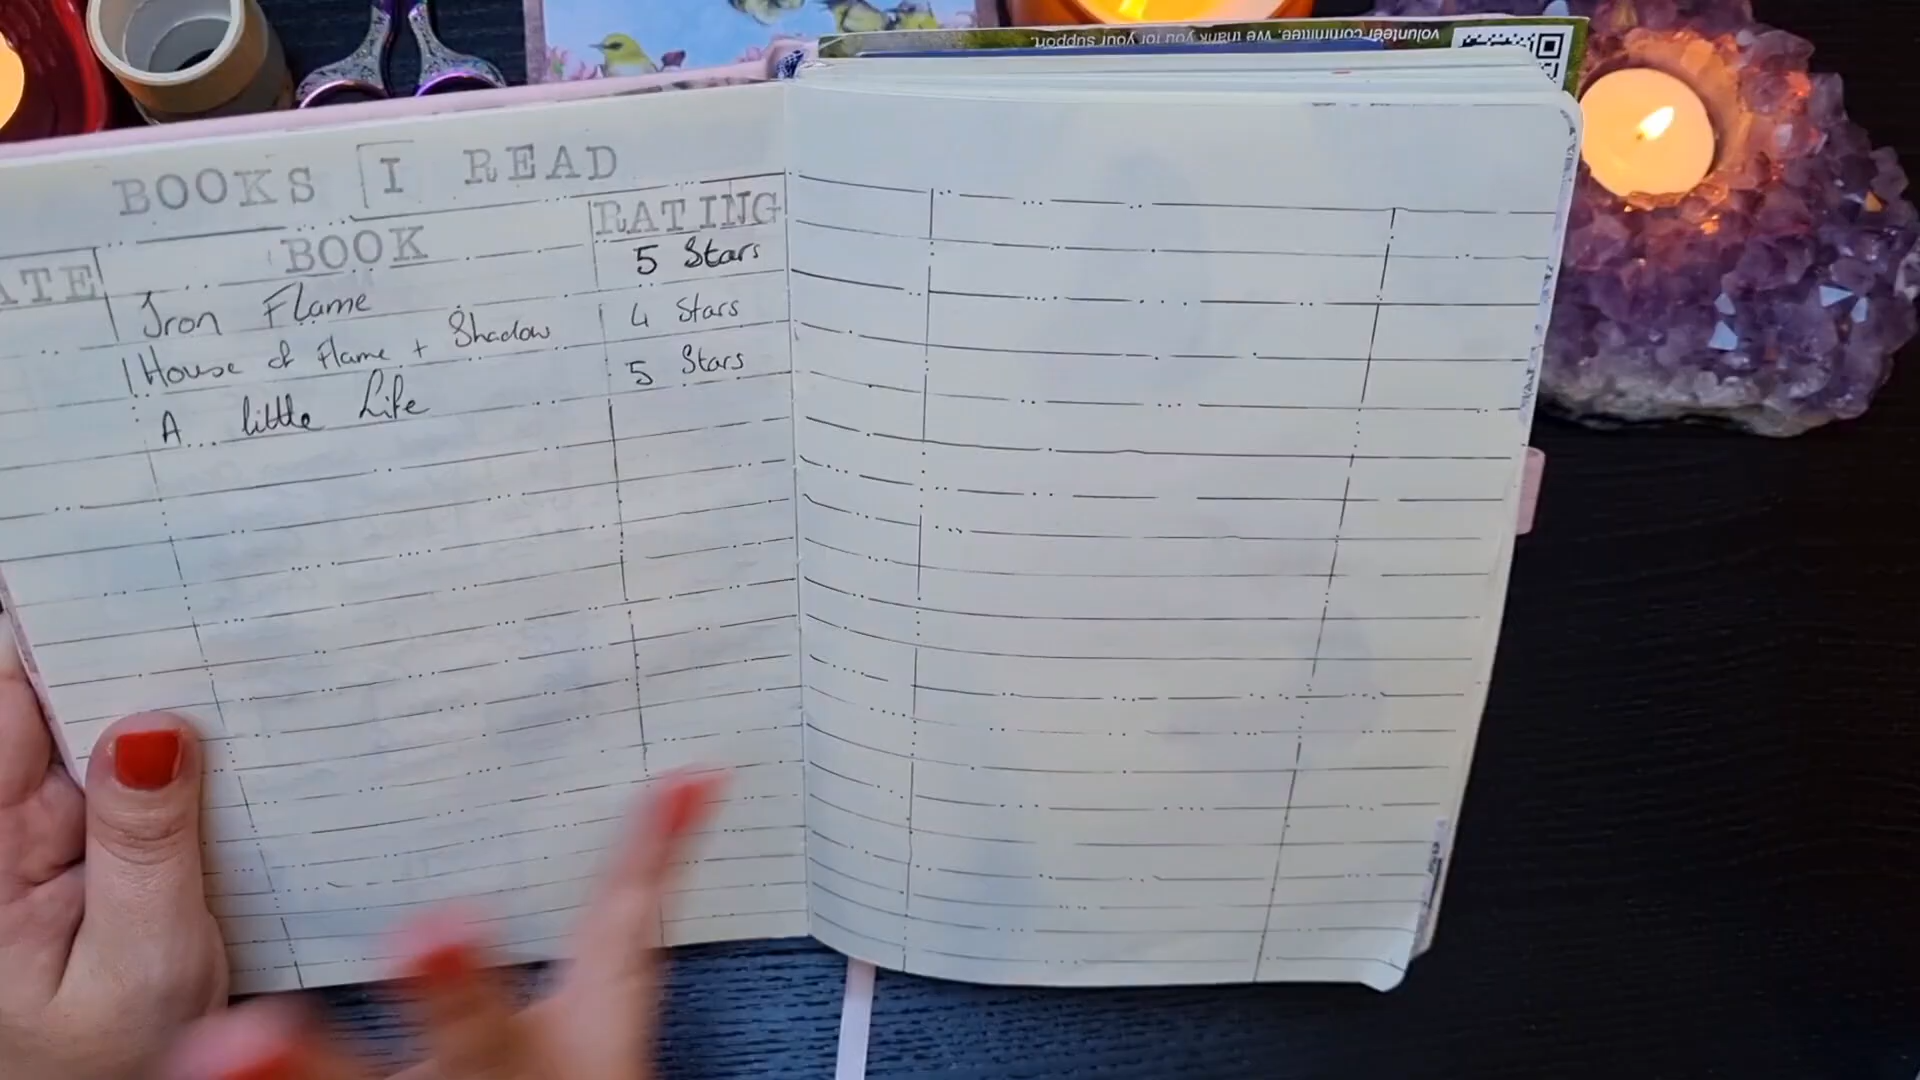 volunteer committee. We thank you for your support.
BOOKS I READ
ATE BOOK RATING
Iron Flame 5 Stars
House of Flame + Shadow 4 Stars
A little Life 5 Stars